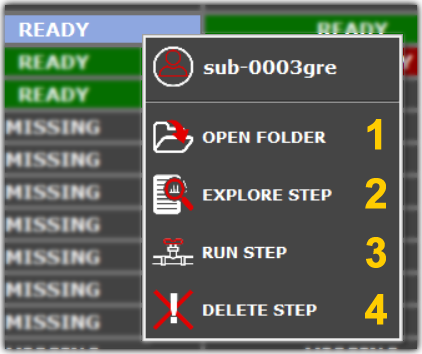 READY READY
sub-0003gre
READY Y
READY
OPEN FOLDER 1
MISSING
MISSING
EXPLORE STEP 2
MISSING
MISSING
RUN STEP 3
MISSING
MISSING
DELETE STEP 4
MISSING